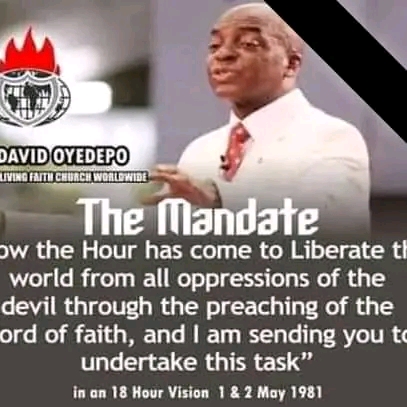 DAVID OYEDEPO
LIVING FAITH CHURCH WORLDWIDE
The Mandate
ow the Hour has come to Liberate th
world from all oppressions of the
devil through the preaching of the
ord of faith, and I am sending you to
undertake this task”
in an 18 Hour Vision 1 & 2 May 1981